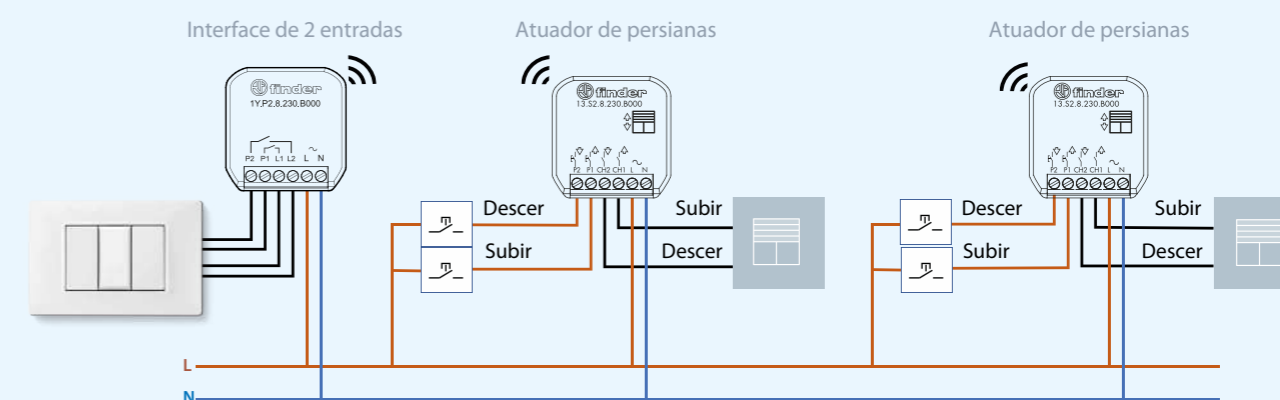 Interface de 2 entradas
Atuador de persianas
Atuador de persianas
finder
1Y.P2.8.230.B000
P2 P1 L1 L2 L N
finder
13.S2.8.230.B000
P2 P1 CH2 CH1 L N
Descer
Subir
Subir
Descer
finder
13.S2.8.230.B000
P2 P1 CH2 CH1 L N
Descer
Subir
Subir
Descer
L
N